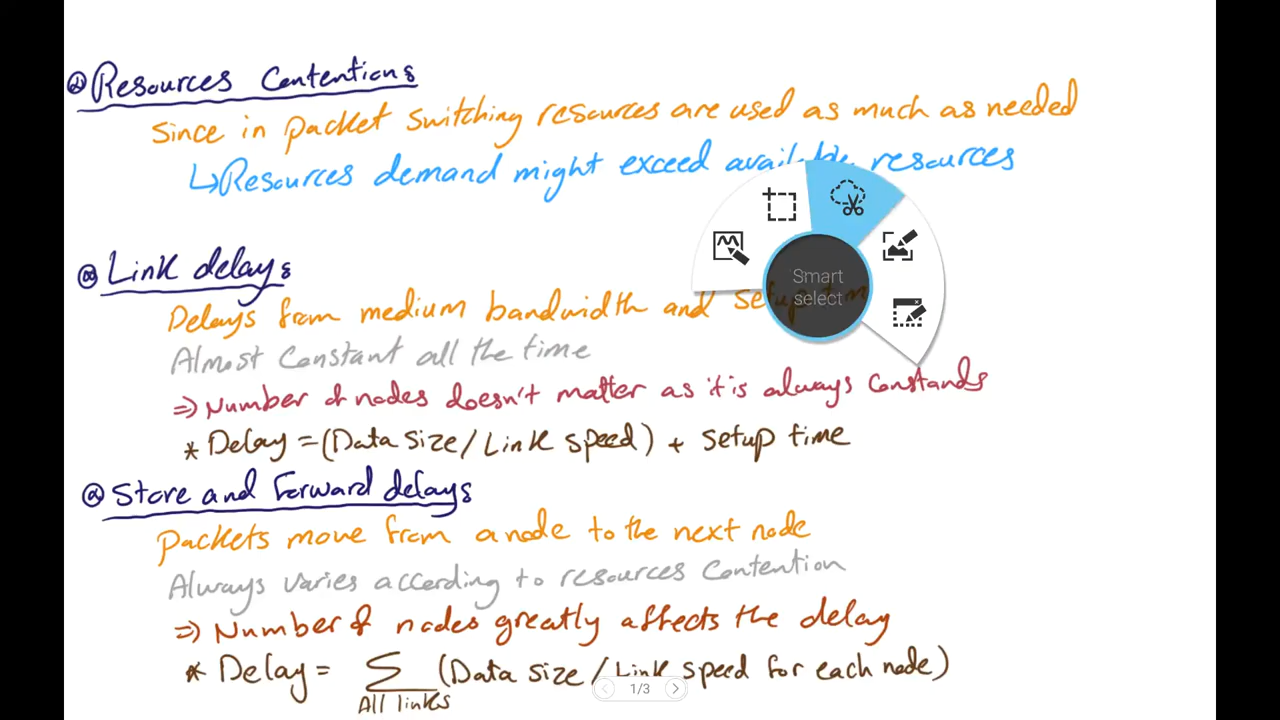 @ Resources Contentions
Since in packet switching resources are used as much as needed
↳ Resources demand might exceed available resources
@ Link delays
Delays from medium bandwidth and setup
Smart
select
Almost Constant all the time
=> Number of nodes doesn't matter as it is always Constands
* Delay = (Data size / Link speed) + setup time
@ Store and forward delays
Packets move from a node to the next node
Always varies according to resources Contention
=> Number of nodes greatly affects the delay
* Delay = Σ (Data size / Link speed for each node)
All links
1/3